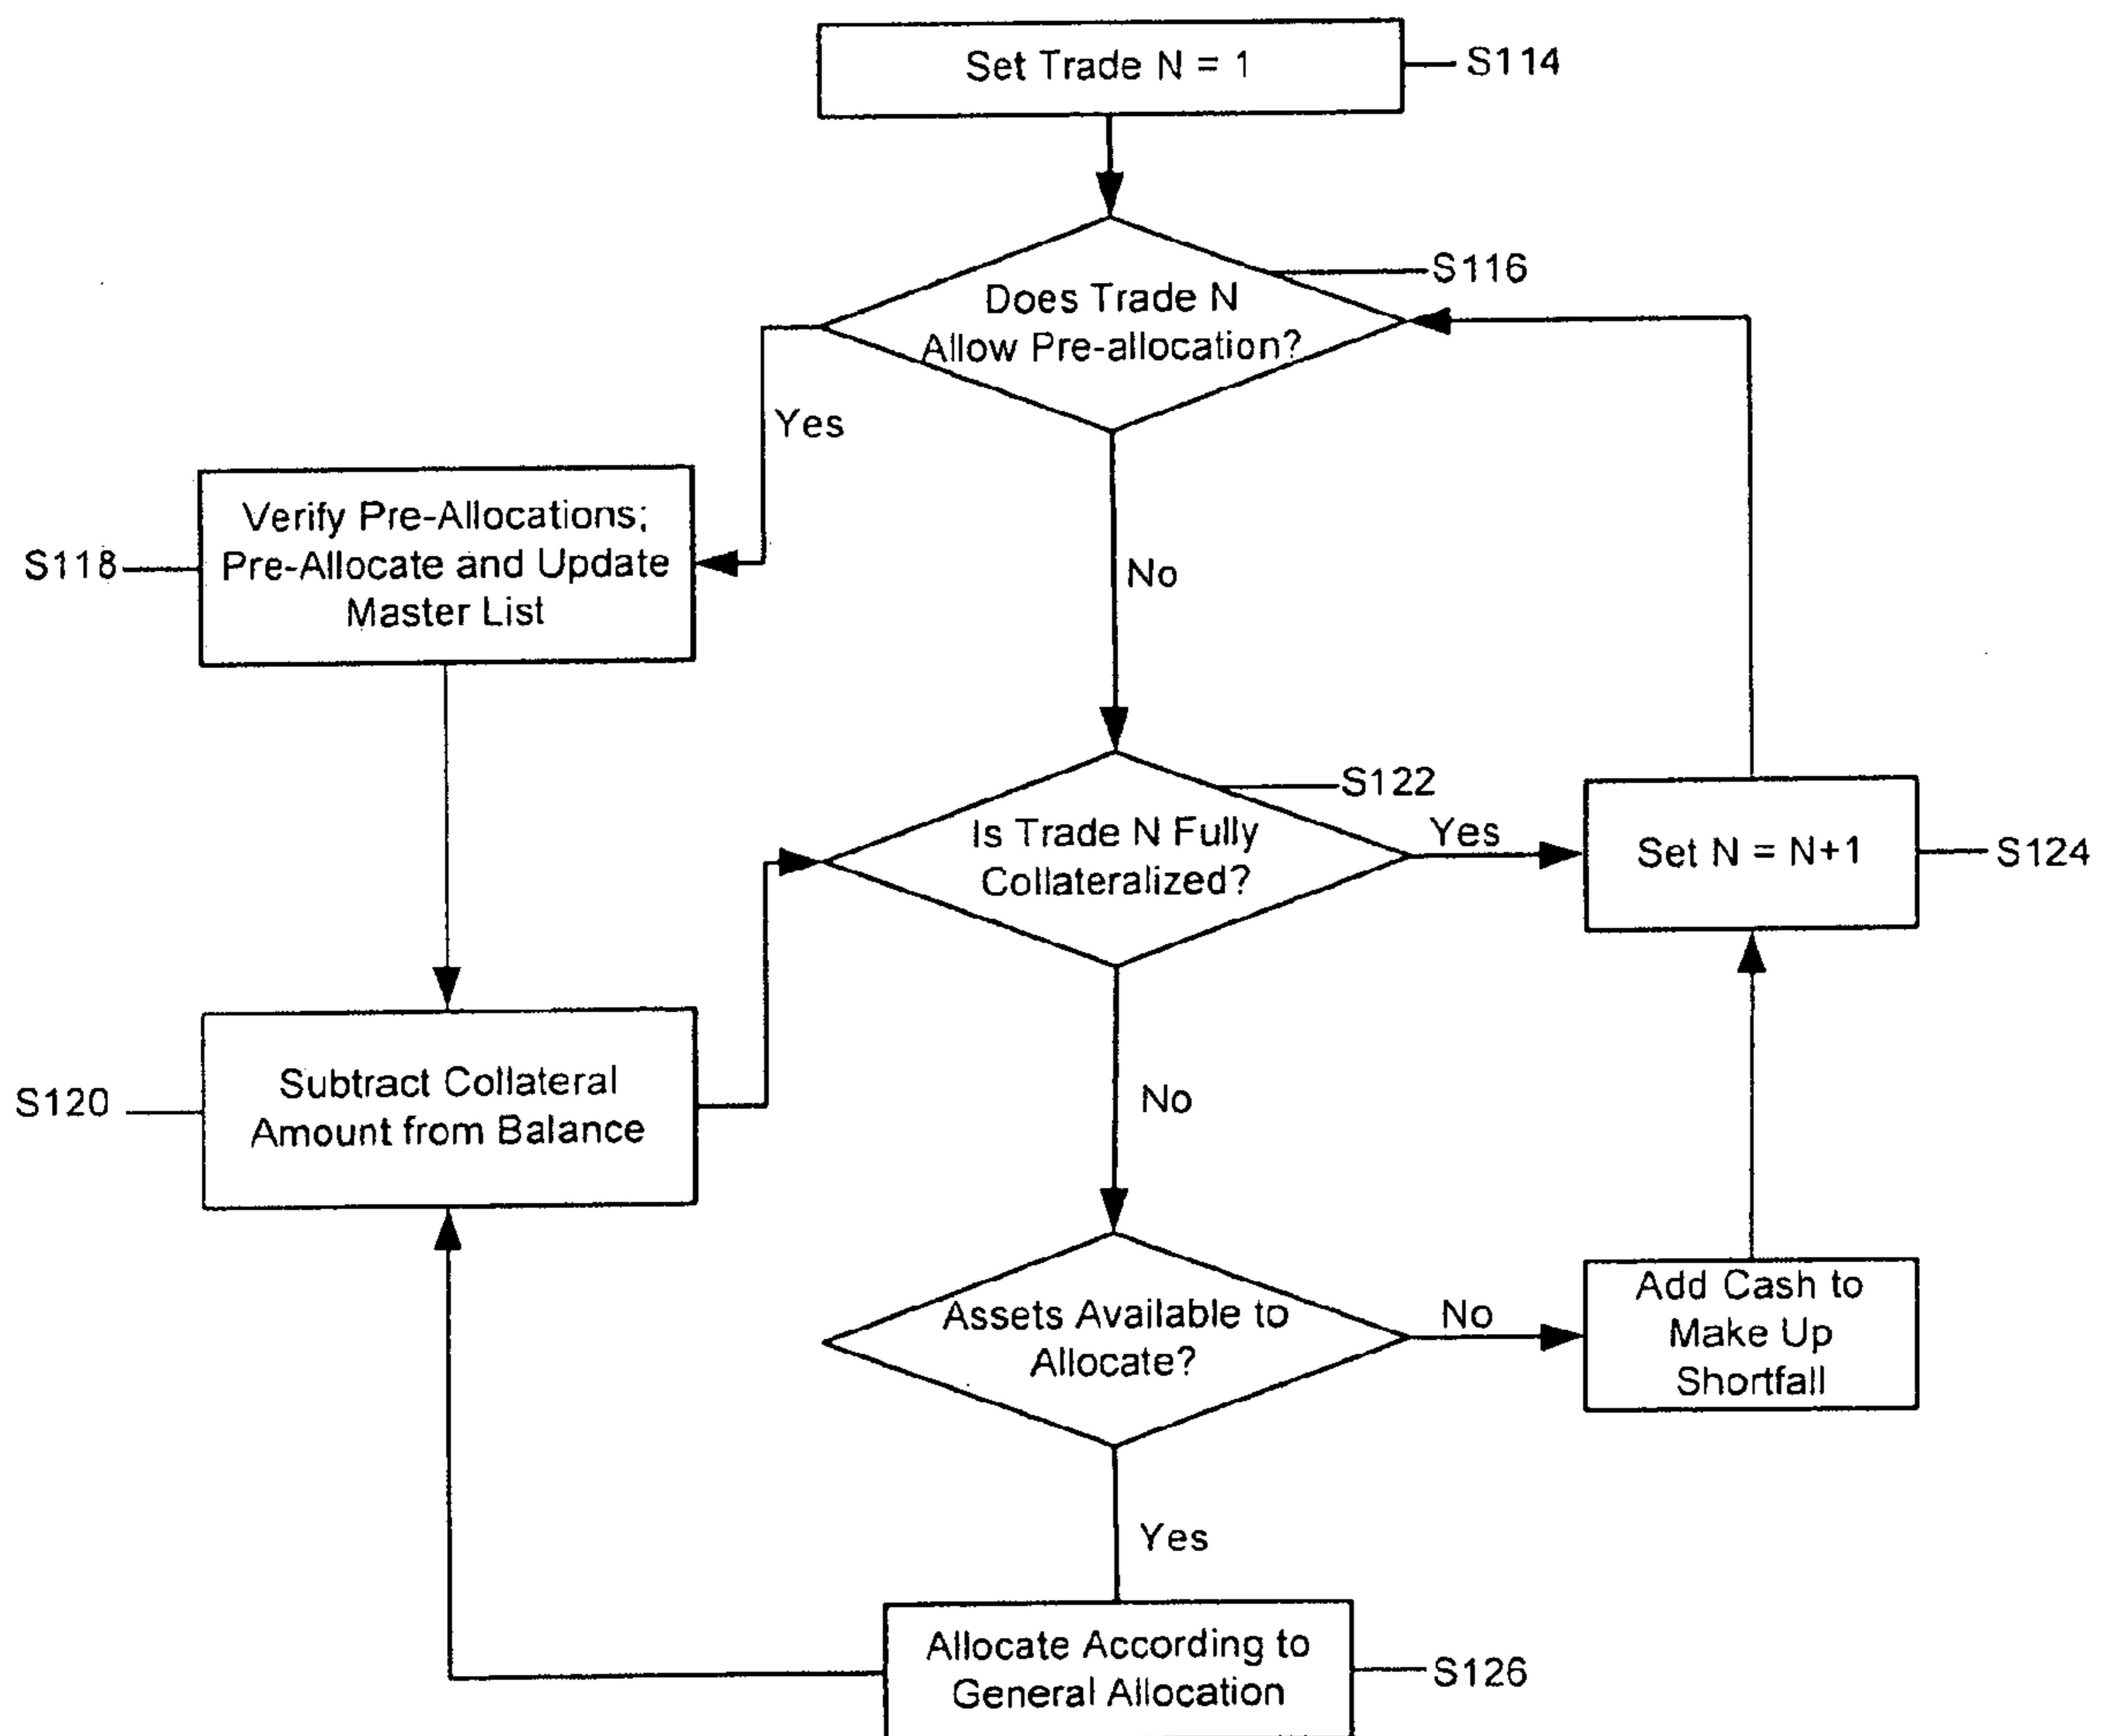 Set Trade N = 1
S114
S116
Does Trade N
Allow Pre-allocation?
Yes
Verify Pre-Allocations;
Pre-Allocate and Update
Master List
S118
No
S122
Is Trade N Fully
Collateralized?
Yes
Set N = N+1
S124
Subtract Collateral
Amount from Balance
S120
No
Assets Available to
Allocate?
No
Add Cash to
Make Up
Shortfall
Yes
Allocate According to
General Allocation
S126